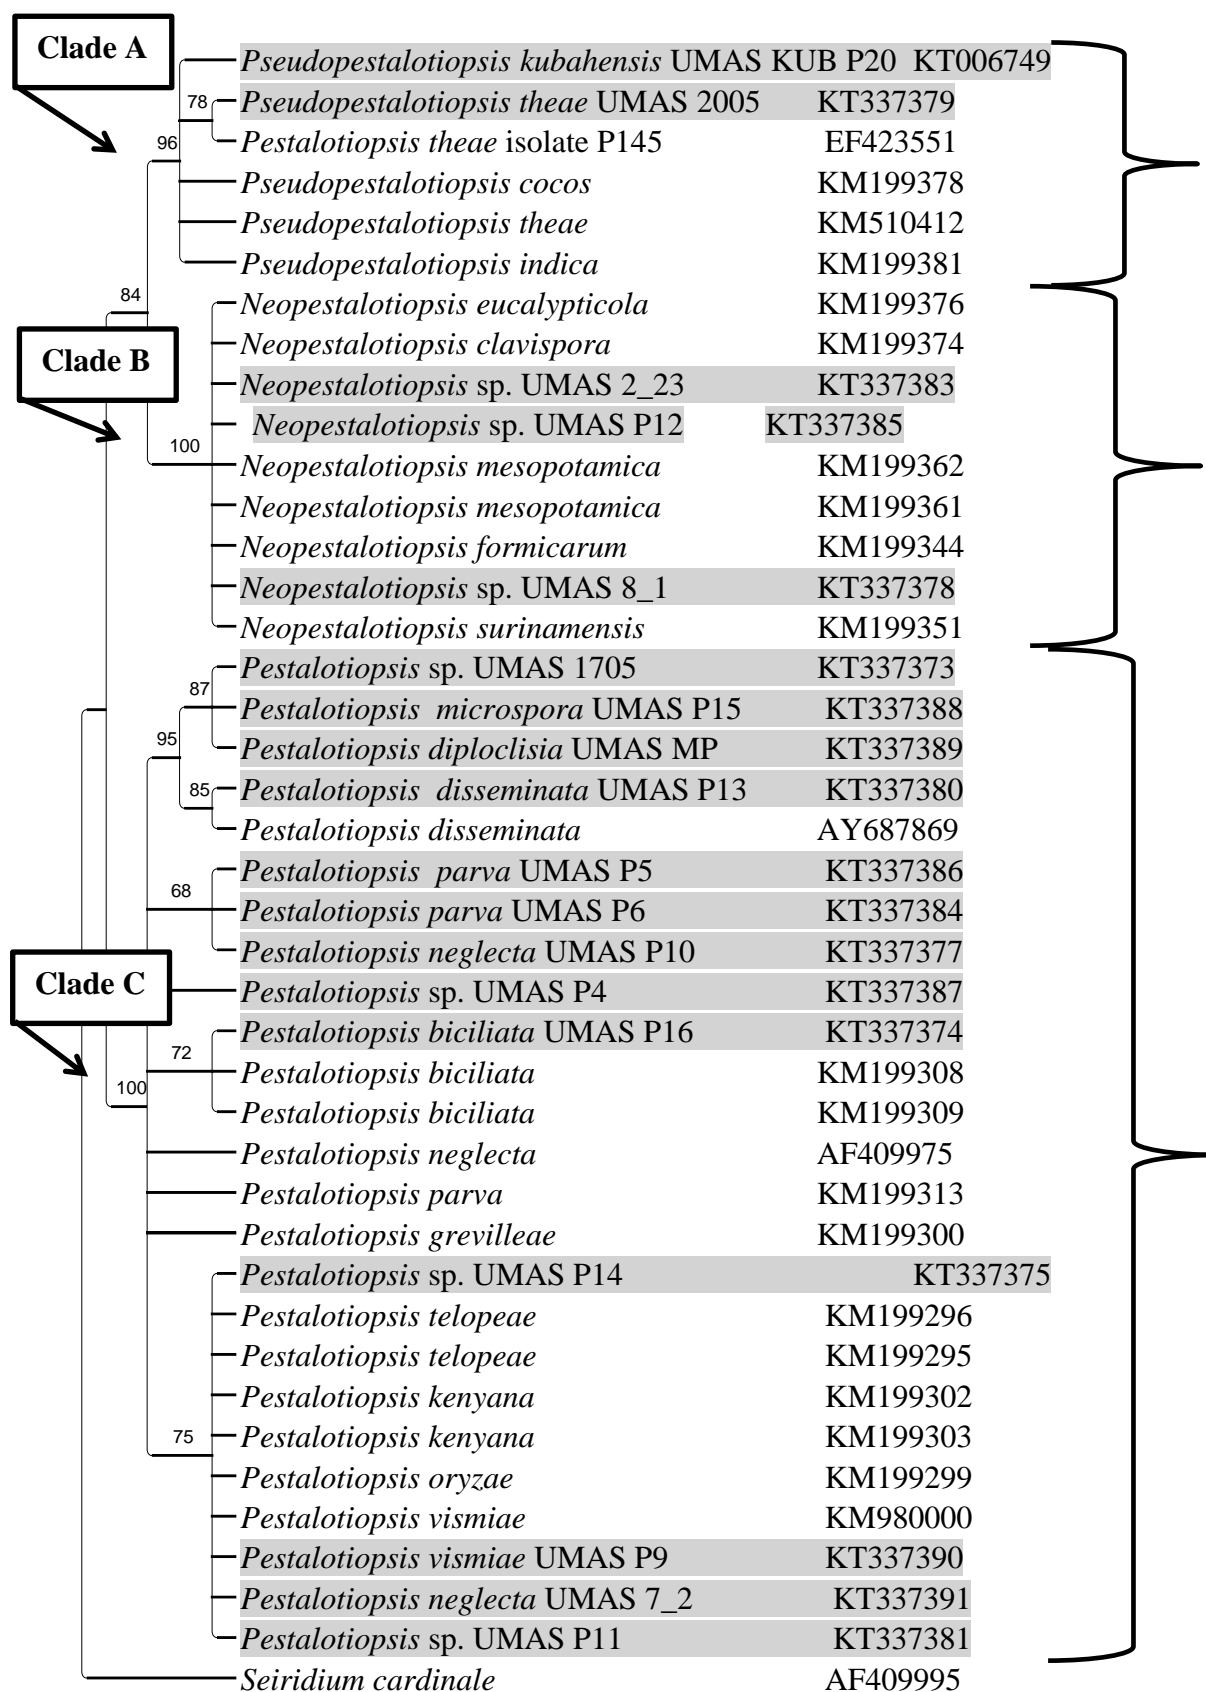 Clade A
Pseudopestalotiopsis kubahensis UMAS KUB P20 KT006749
78
Pseudopestalotiopsis theae UMAS 2005 KT337379
96
Pestalotiopsis theae isolate P145 EF423551
Pseudopestalotiopsis cocos KM199378
Pseudopestalotiopsis theae KM510412
Pseudopestalotiopsis indica KM199381
84
Neopestalotiopsis eucalypticola KM199376
Clade B
Neopestalotiopsis clavispora KM199374
Neopestalotiopsis sp. UMAS 2_23 KT337383
Neopestalotiopsis sp. UMAS P12 KT337385
100
Neopestalotiopsis mesopotamica KM199362
Neopestalotiopsis mesopotamica KM199361
Neopestalotiopsis formicarum KM199344
Neopestalotiopsis sp. UMAS 8_1 KT337378
Neopestalotiopsis surinamensis KM199351
Pestalotiopsis sp. UMAS 1705 KT337373
87
Pestalotiopsis microspora UMAS P15 KT337388
95
Pestalotiopsis diploclisia UMAS MP KT337389
85
Pestalotiopsis disseminata UMAS P13 KT337380
Pestalotiopsis disseminata AY687869
Pestalotiopsis parva UMAS P5 KT337386
68
Pestalotiopsis parva UMAS P6 KT337384
Pestalotiopsis neglecta UMAS P10 KT337377
Clade C
Pestalotiopsis sp. UMAS P4 KT337387
Pestalotiopsis biciliata UMAS P16 KT337374
72
Pestalotiopsis biciliata KM199308
100
Pestalotiopsis biciliata KM199309
Pestalotiopsis neglecta AF409975
Pestalotiopsis parva KM199313
Pestalotiopsis grevilleae KM199300
Pestalotiopsis sp. UMAS P14 KT337375
Pestalotiopsis telopeae KM199296
Pestalotiopsis telopeae KM199295
Pestalotiopsis kenyana KM199302
75
Pestalotiopsis kenyana KM199303
Pestalotiopsis oryzae KM199299
Pestalotiopsis vismiae KM980000
Pestalotiopsis vismiae UMAS P9 KT337390
Pestalotiopsis neglecta UMAS 7_2 KT337391
Pestalotiopsis sp. UMAS P11 KT337381
Seiridium cardinale AF409995